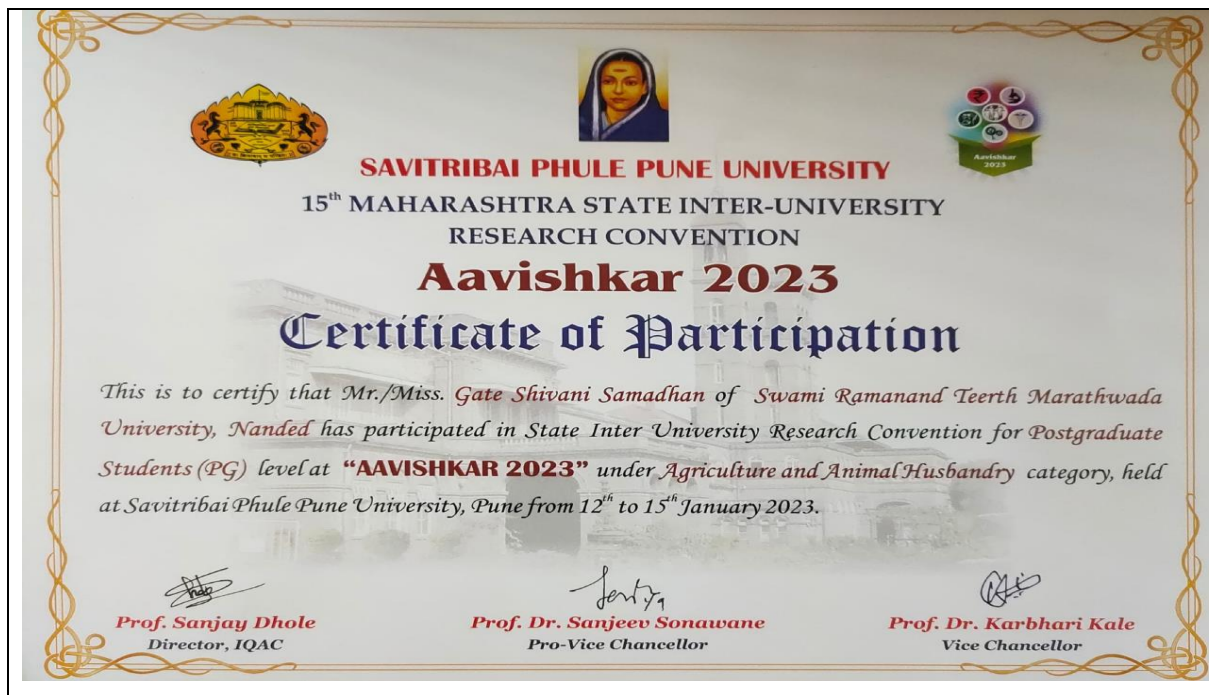 Aavishkar
2023
SAVITRIBAI PHULE PUNE UNIVERSITY
15th MAHARASHTRA STATE INTER-UNIVERSITY
RESEARCH CONVENTION
Aavishkar 2023
Certificate of Participation
This is to certify that Mr./Miss. Gate Shivani Samadhan of Swami Ramanand Teerth Marathwada
University, Nanded has participated in State Inter University Research Convention for Postgraduate
Students (PG) level at “AAVISHKAR 2023” under Agriculture and Animal Husbandry category, held
at Savitribai Phule Pune University, Pune from 12th to 15th January 2023.
Prof. Sanjay Dhole
Director, IQAC
Prof. Dr. Sanjeev Sonawane
Pro-Vice Chancellor
Prof. Dr. Karbhari Kale
Vice Chancellor